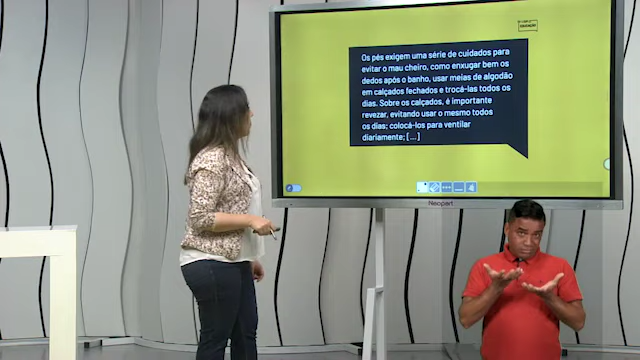 EDUCAÇÃO
Os pés exigem uma série de cuidados para
evitar o mau cheiro, como enxugar bem os
dedos após o banho, usar meias de algodão
em calçados fechados e trocá-las todos os
dias. Sobre os calçados, é importante
revezar, evitando usar o mesmo todos
os dias; colocá-los para ventilar
diariamente; [...]
Neopart